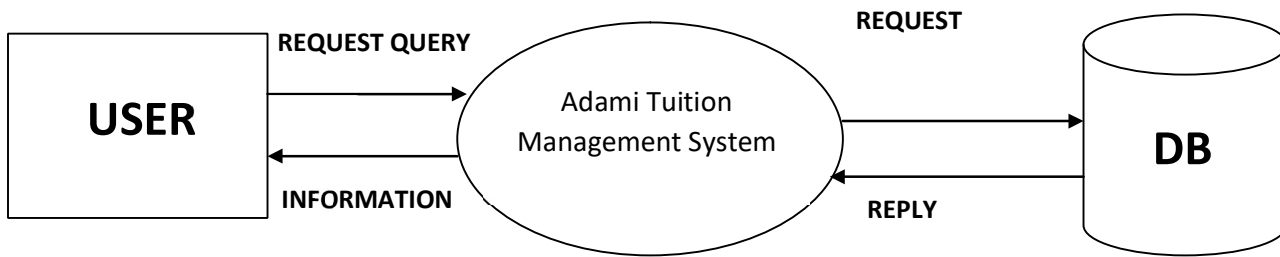 REQUEST
REQUEST QUERY
USER
Adami Tuition
Management System
DB
INFORMATION
REPLY